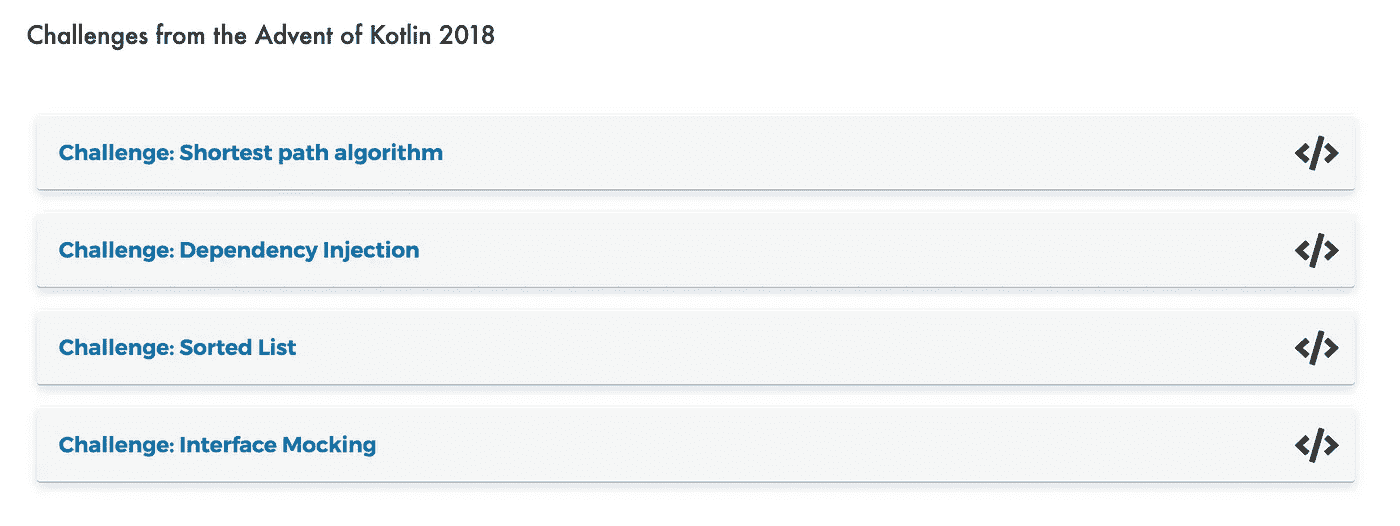 Challenges from the Advent of Kotlin 2018
Challenge: Shortest path algorithm
</>
Challenge: Dependency Injection
</>
Challenge: Sorted List
</>
Challenge: Interface Mocking
</>